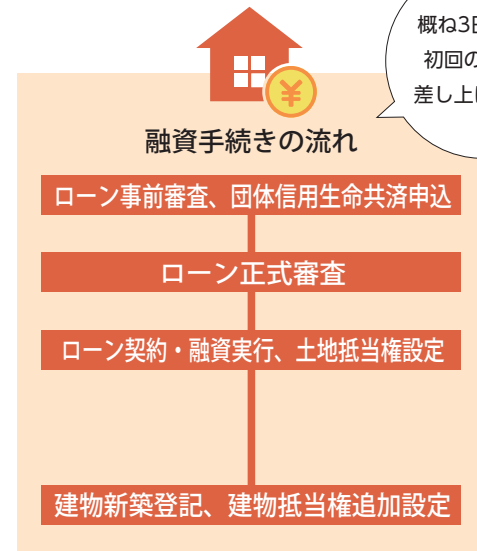 概ね3
初回の
差し上
¥
融資手続きの流れ
ローン事前審査、団体信用生命共済申込
ローン正式審査
ローン契約・融資実行、土地抵当権設定
建物新築登記、建物抵当権追加設定